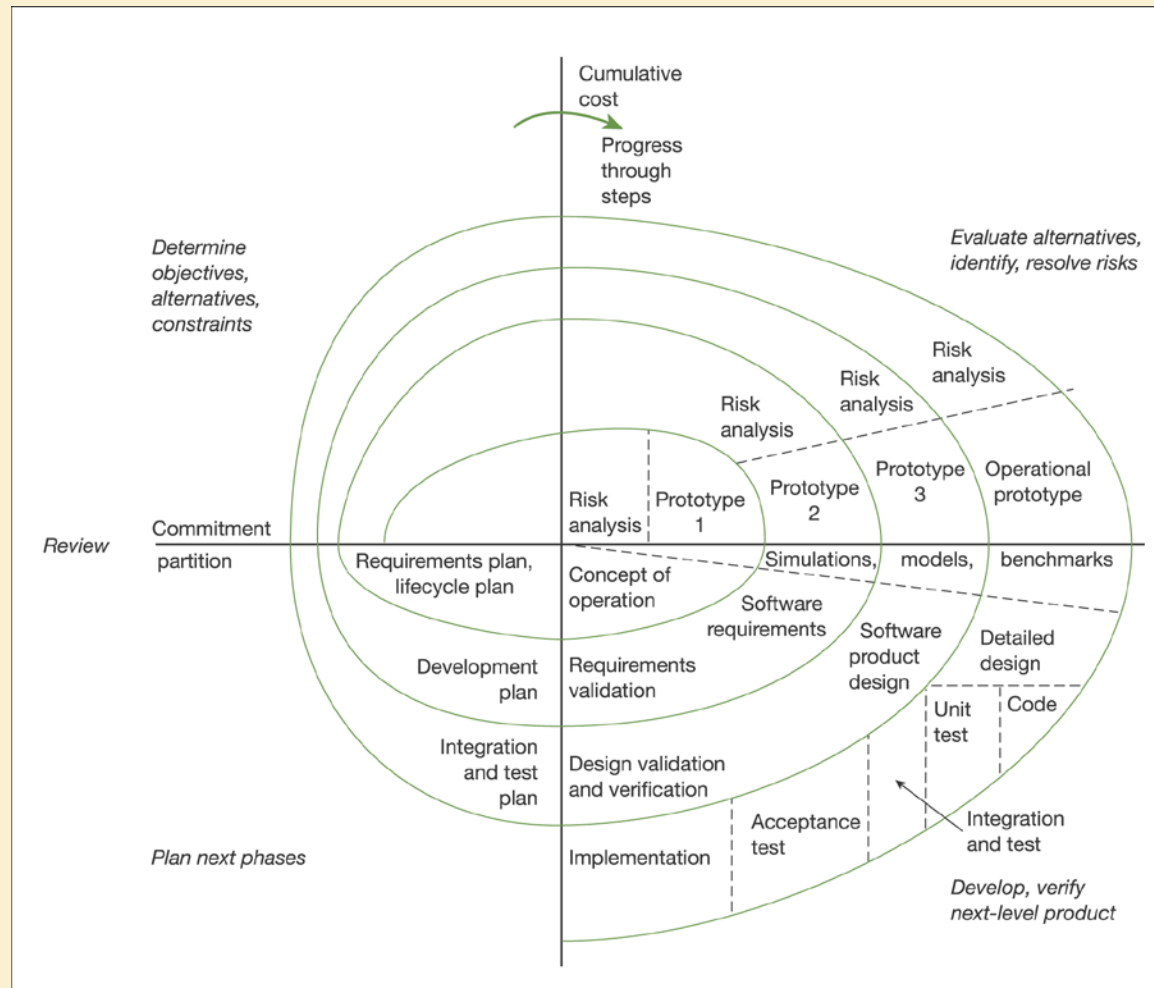 Cumulative
cost
Progress
through
steps
Determine
objectives,
alternatives,
constraints
Evaluate alternatives,
identify, resolve risks
Risk
analysis
Risk
analysis
Risk
analysis
Risk
analysis
Prototype
1
Prototype
2
Prototype
3
Operational
prototype
Review
Commitment
partition
Requirements plan,
lifecycle plan
Concept of
operation
Simulations, models, benchmarks
Software
requirements
Software
product
design
Detailed
design
Development
plan
Requirements
validation
Unit
test
Code
Integration
and test
plan
Design validation
and verification
Acceptance
test
Integration
and test
Plan next phases
Implementation
Develop, verify
next-level product